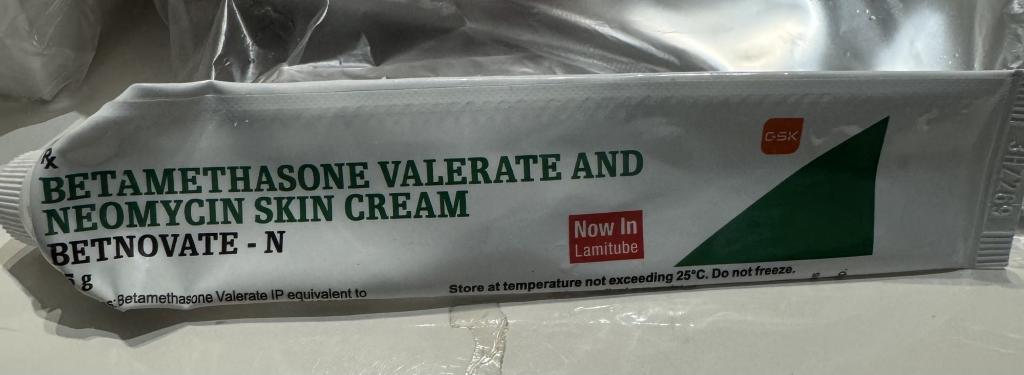 Rx
BETAMETHASONE VALERATE AND
NEOMYCIN SKIN CREAM
BETNOVATE - N
g
Betamethasone Valerate IP equivalent to
GSK
Now In
Lamitube
Store at temperature not exceeding 25°C. Do not freeze.